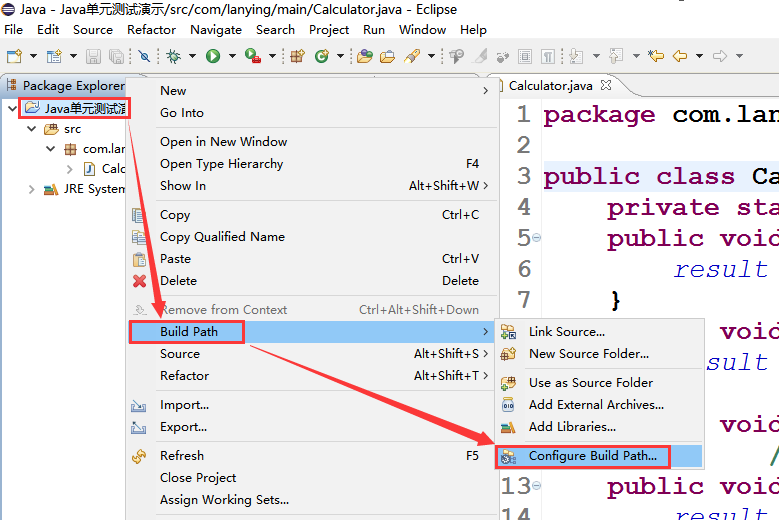 Java - Java单元测试演示/src/com/lanying/main/Calculator.java - Eclipse
File Edit Source Refactor Navigate Search Project Run Window Help
Package Explorer
Calculator.java
Java单元测试演
src
com.lan
Calc
JRE System
New
Go Into
Open in New Window
Open Type Hierarchy F4
Show In Alt+Shift+W
Copy Ctrl+C
Copy Qualified Name
Paste Ctrl+V
Delete Delete
Remove from Context Ctrl+Alt+Shift+Down
Build Path
Source Alt+Shift+S
Refactor Alt+Shift+T
Import...
Export...
Refresh F5
Close Project
Assign Working Sets...
Link Source...
New Source Folder...
Use as Source Folder
Add External Archives...
Add Libraries...
Configure Build Path...
1 package com.lan
2
3 public class Ca
4 private sta
5 public void
6 result
7 }
void
sult
void
/
13 public void
result